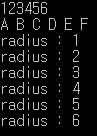 123456
A B C D E F
radius : 1
radius : 2
radius : 3
radius : 4
radius : 5
radius : 6